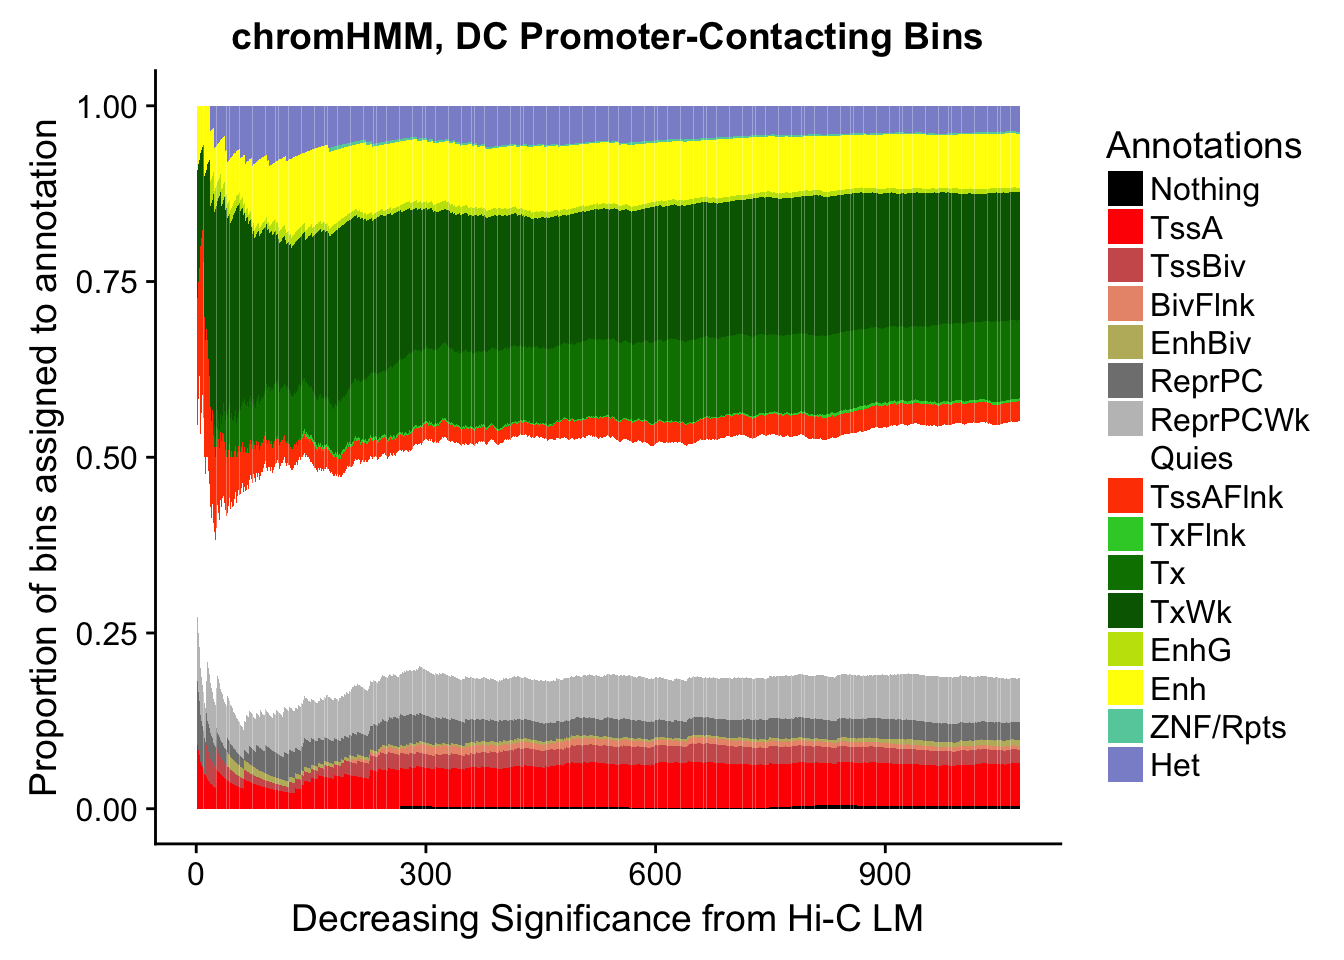 chromHMM, DC Promoter-Contacting Bins
Proportion of bins assigned to annotation
1.00
0.75
0.50
0.25
0.00
0
300
600
900
Decreasing Significance from Hi-C LM
Annotations
Nothing
TssA
TssBiv
BivFlnk
EnhBiv
ReprPC
ReprPCWk
Quies
TssAFlnk
TxFlnk
Tx
TxWk
EnhG
Enh
ZNF/Rpts
Het